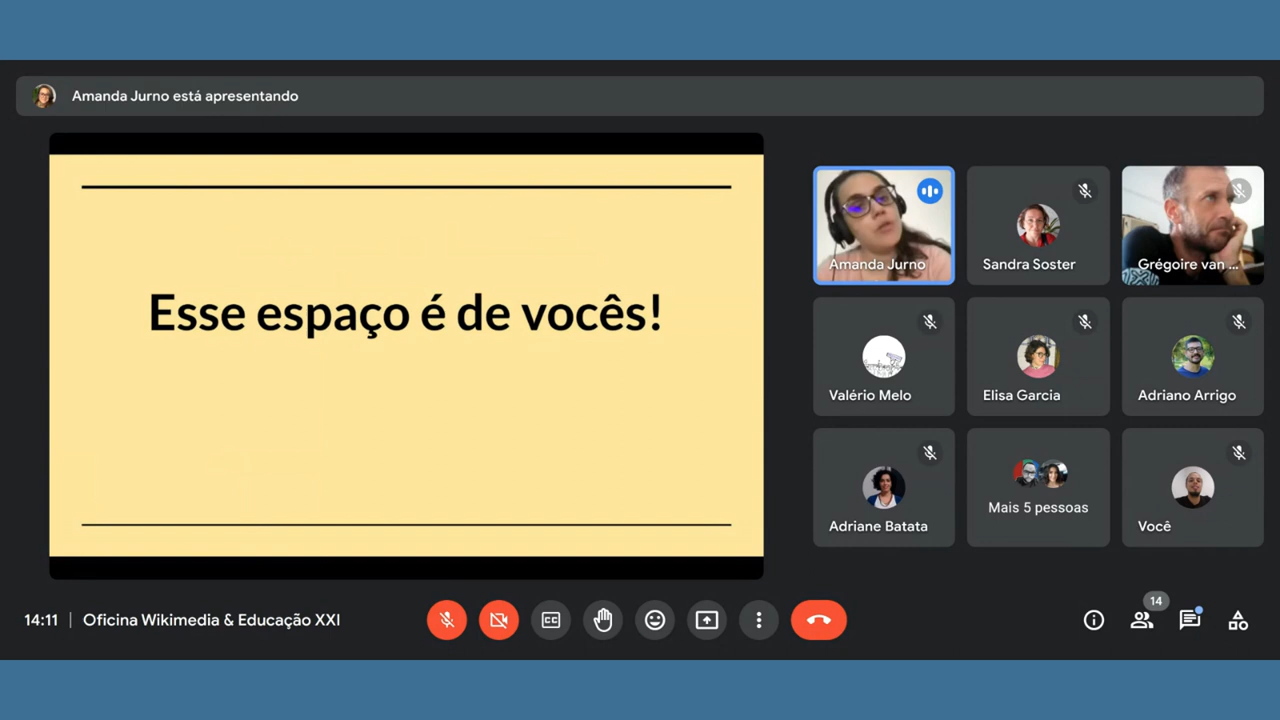 Amanda Jurno está apresentando
Esse espaço é de vocês!
Amanda Jurno
Sandra Soster
Grégoire van ...
Valério Melo
Elisa Garcia
Adriano Arrigo
Adriane Batata
Mais 5 pessoas
Você
14:11 | Oficina Wikimedia & Educação XXI
CC
14